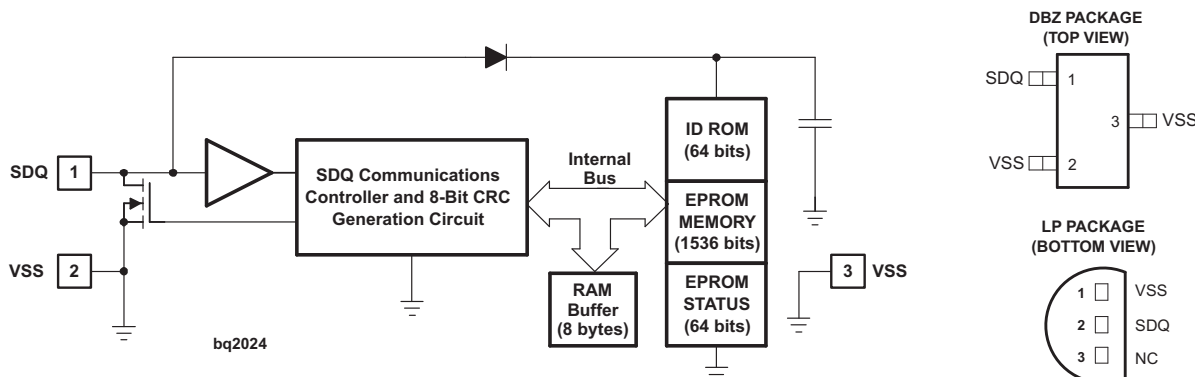 DBZ PACKAGE
(TOP VIEW)
SDQ
1
3
VSS
VSS
2
SDQ
1
SDQ Communications
Controller and 8-Bit CRC
Generation Circuit
Internal
Bus
ID ROM
(64 bits)
EPROM
MEMORY
(1536 bits)
EPROM
STATUS
(64 bits)
RAM
Buffer
(8 bytes)
VSS
2
3
VSS
bq2024
LP PACKAGE
(BOTTOM VIEW)
1
VSS
2
SDQ
3
NC